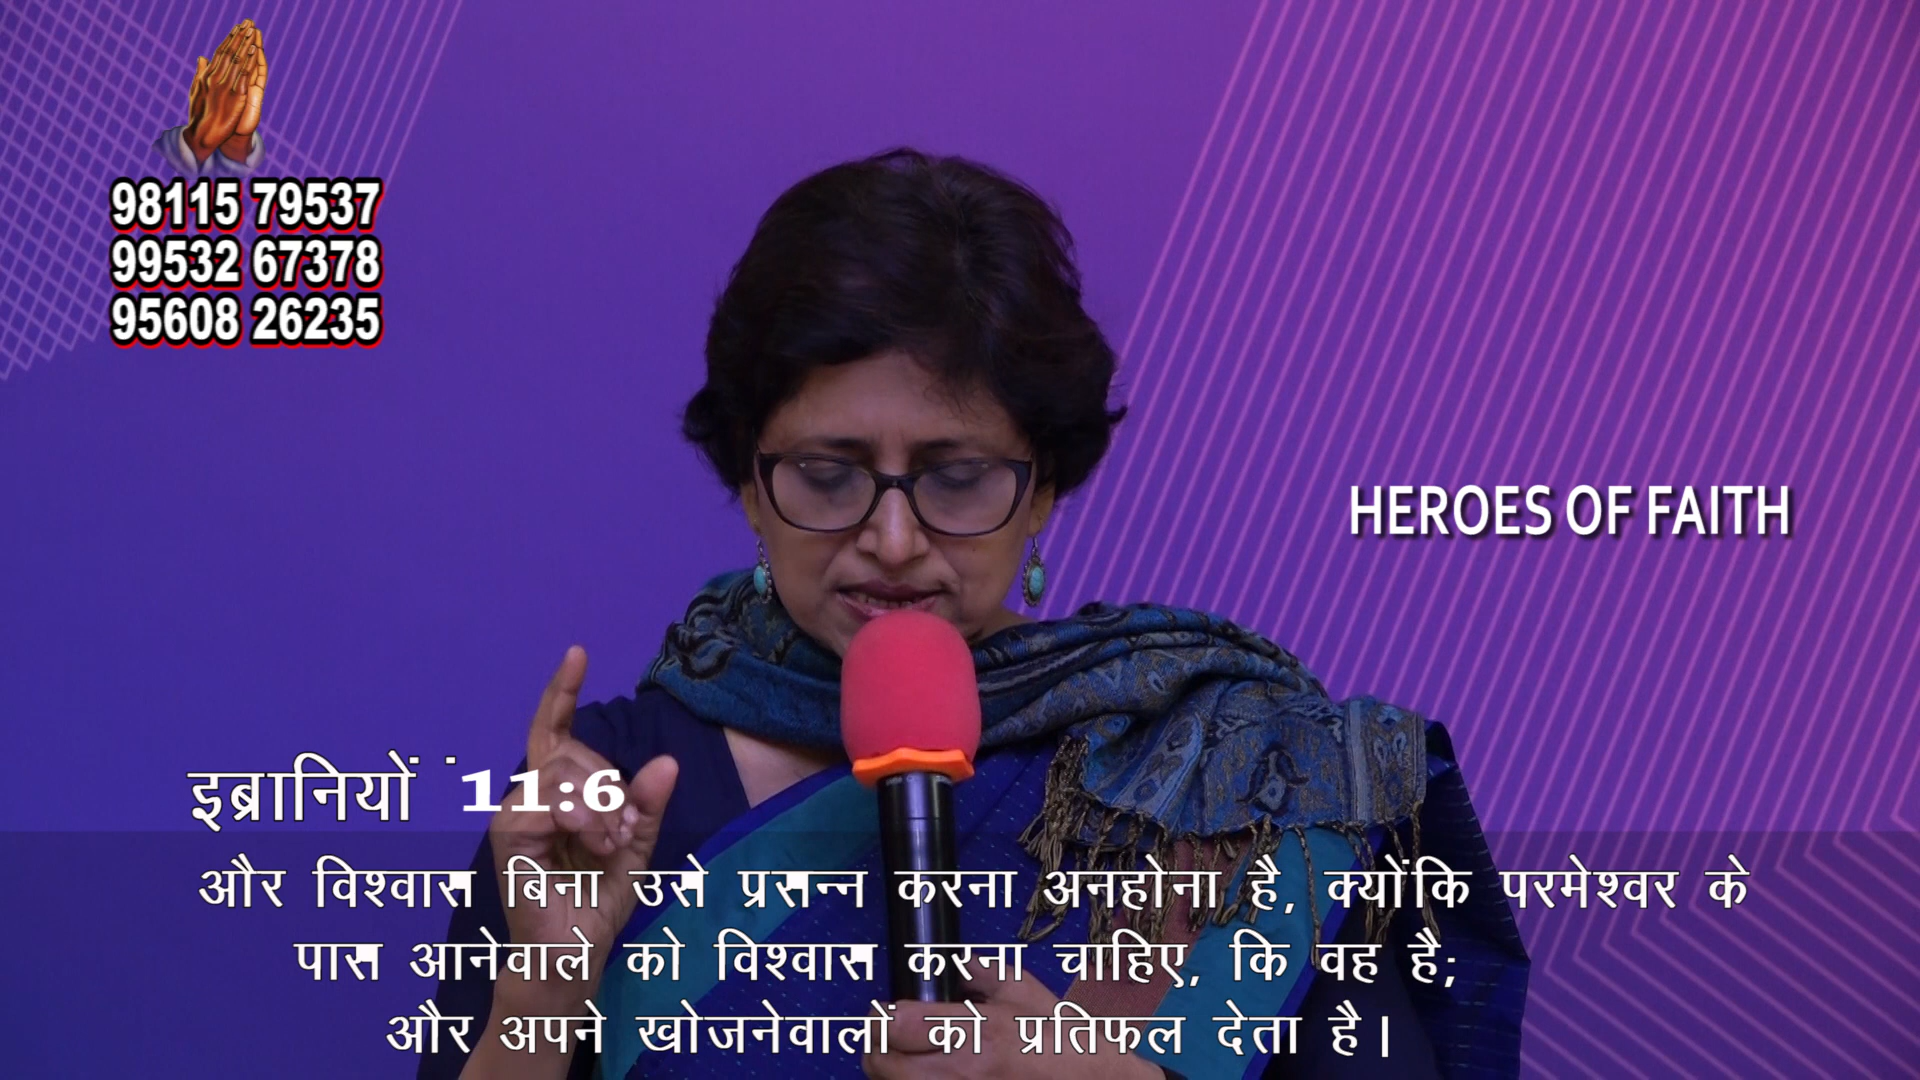 98115 79537
99532 67378
95608 26235
HEROES OF FAITH
इब्रानियों 11:6
और विश्वास बिना उसे प्रसन्न करना अनहोना है, क्योंकि परमेश्वर के
पास आनेवाले को विश्वास करना चाहिए, कि वह है;
और अपने खोजनेवालों को प्रतिफल देता है।